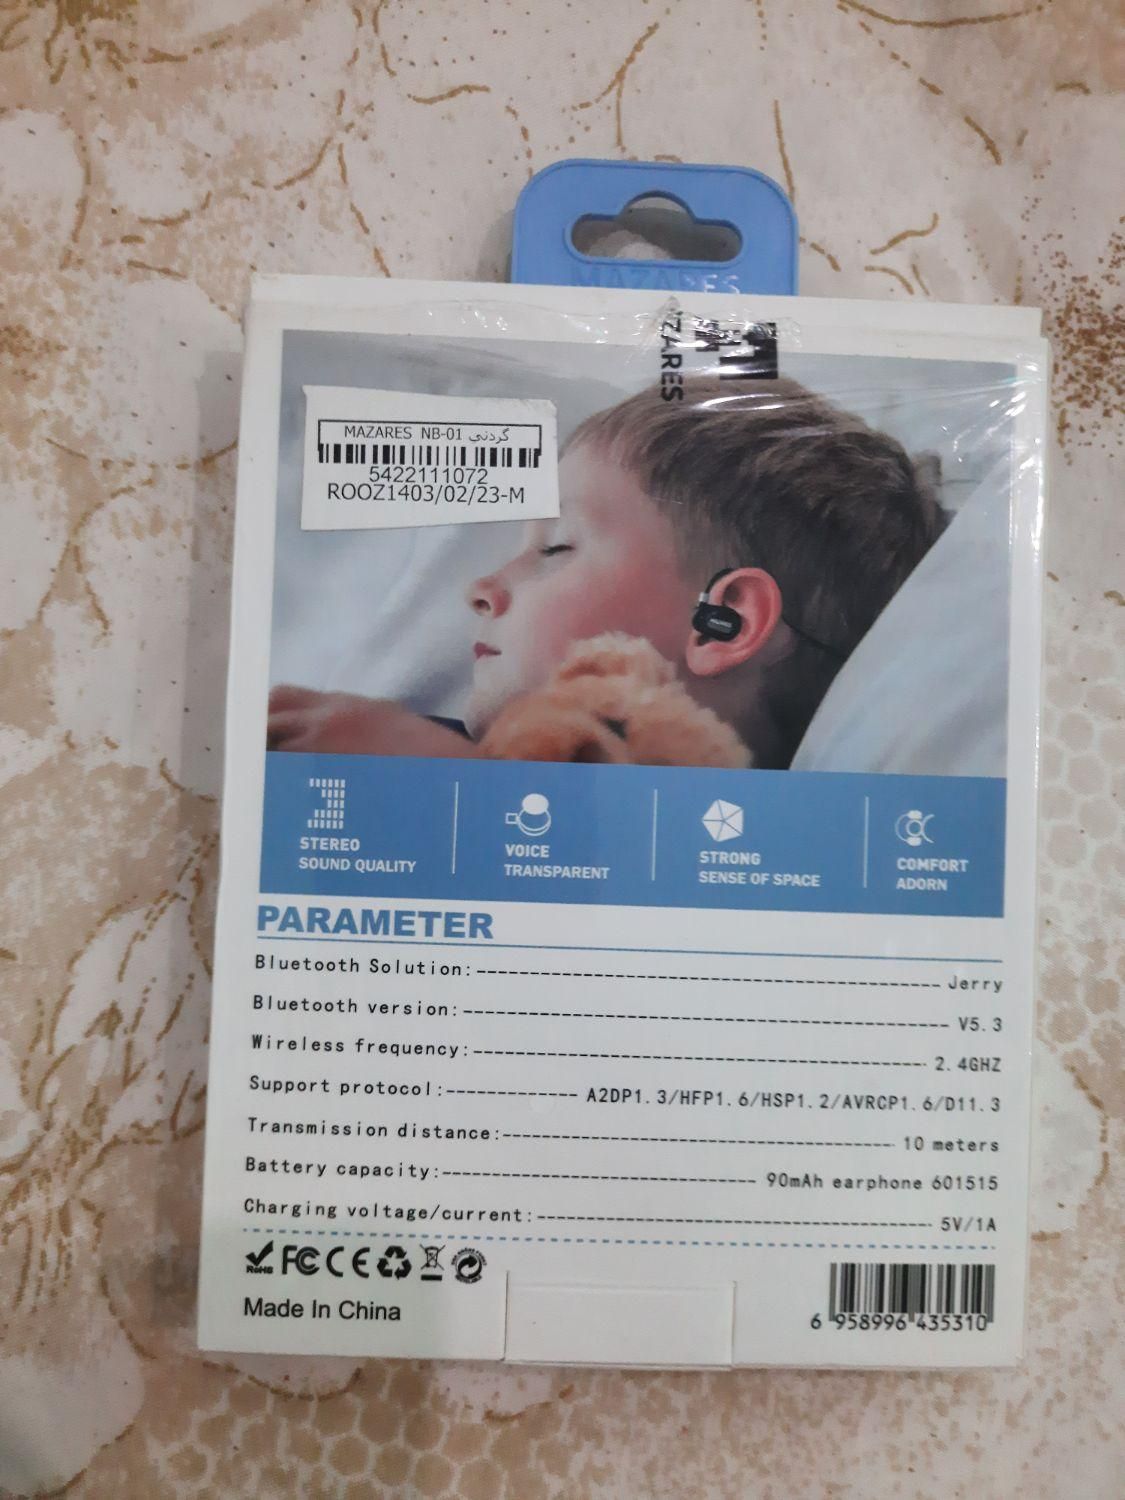 MAZARES
ZARES
MAZARES NB-01 گردنی
5422111072
ROOZ1403/02/23-M
MAZARES
3
STEREO
SOUND QUALITY
VOICE
TRANSPARENT
STRONG
SENSE OF SPACE
COMFORT
ADORN
PARAMETER
Bluetooth Solution:------------------------------------ Jerry
Bluetooth version:-------------------------------------- V5.3
Wireless frequency:----------------------------------- 2.4GHZ
Support protocol:----------- A2DP1.3/HFP1.6/HSP1.2/AVRCP1.6/D11.3
Transmission distance:------------------------------ 10 meters
Battery capacity:------------------------ 90mAh earphone 601515
Charging voltage/current:------------------------------ 5V/1A
RoHS FC CE
Made In China
6 958996 435310